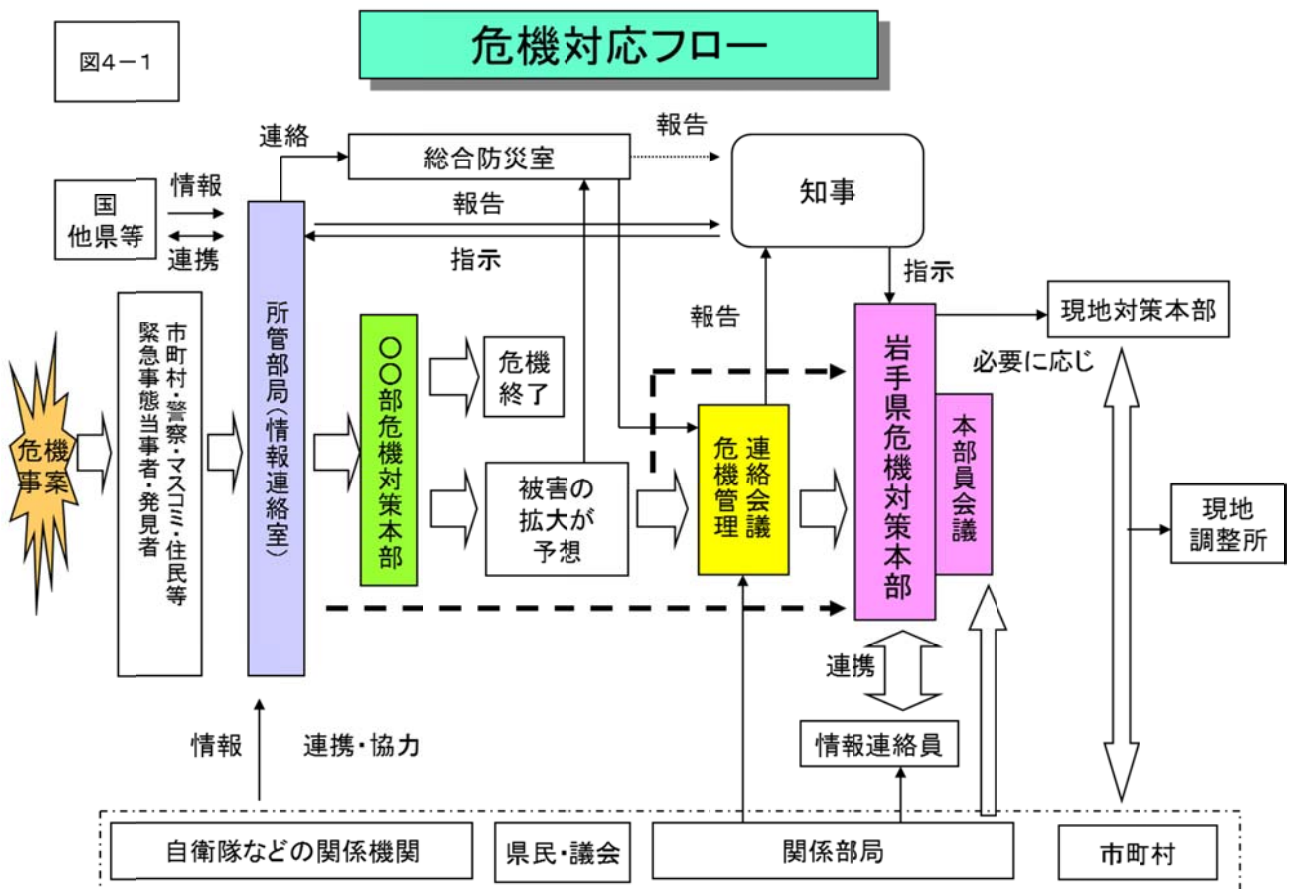 図4-1
危機対応フロー
連絡
総合防災室
報告
知事
国
他県等
情報
連携
報告
指示
指示
現地対策本部
必要に応じ
危機
事案
市町村・警察・マスコミ・住民等
緊急事態当事者・発見者
所管部局(情報連絡室)
〇〇部危機対策本部
危機
終了
被害の
拡大が
予想
報告
連絡会議
危機管理
岩手県危機対策本部
本部員会議
現地
調整所
連携
情報連絡員
情報
連携・協力
自衛隊などの関係機関
県民・議会
関係部局
市町村